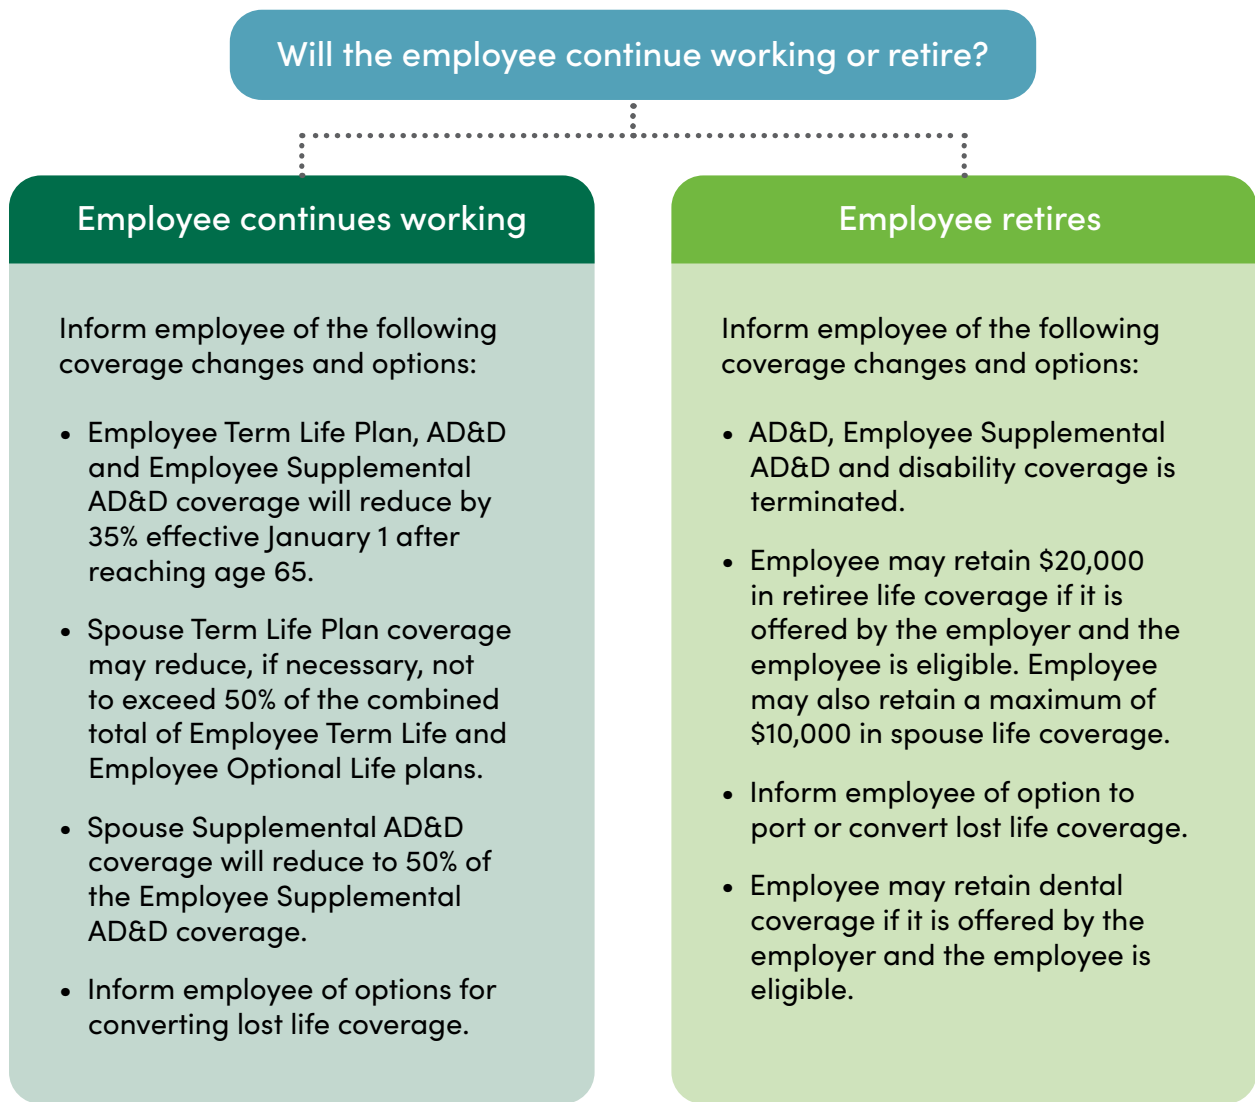 Will the employee continue working or retire?
Employee continues working
Inform employee of the following
coverage changes and options:
• Employee Term Life Plan, AD&D
and Employee Supplemental
AD&D coverage will reduce by
35% effective January 1 after
reaching age 65.
• Spouse Term Life Plan coverage
may reduce, if necessary, not
to exceed 50% of the combined
total of Employee Term Life and
Employee Optional Life plans.
• Spouse Supplemental AD&D
coverage will reduce to 50% of
the Employee Supplemental
AD&D coverage.
• Inform employee of options for
converting lost life coverage.
Employee retires
Inform employee of the following
coverage changes and options:
• AD&D, Employee Supplemental
AD&D and disability coverage is
terminated.
• Employee may retain $20,000
in retiree life coverage if it is
offered by the employer and the
employee is eligible. Employee
may also retain a maximum of
$10,000 in spouse life coverage.
• Inform employee of option to
port or convert lost life coverage.
• Employee may retain dental
coverage if it is offered by the
employer and the employee is
eligible.